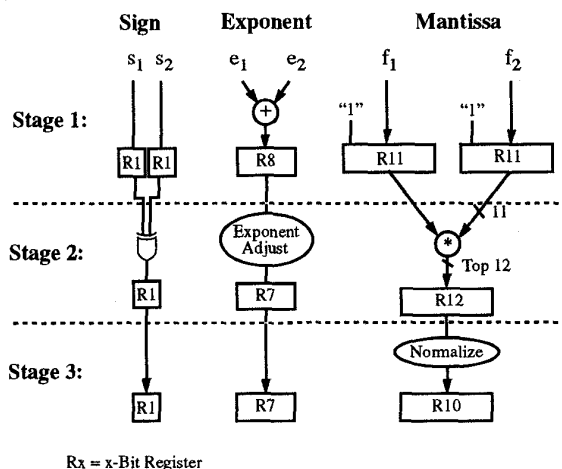 Sign Exponent Mantissa
s1 s2 e1 e2 f1 f2
Stage 1: + "1" "1"
R1 R1 R8 R11 R11
11
Stage 2: Exponent Adjust *
Top 12
R1 R7 R12
Normalize
Stage 3:
R1 R7 R10
Rx = x-Bit Register